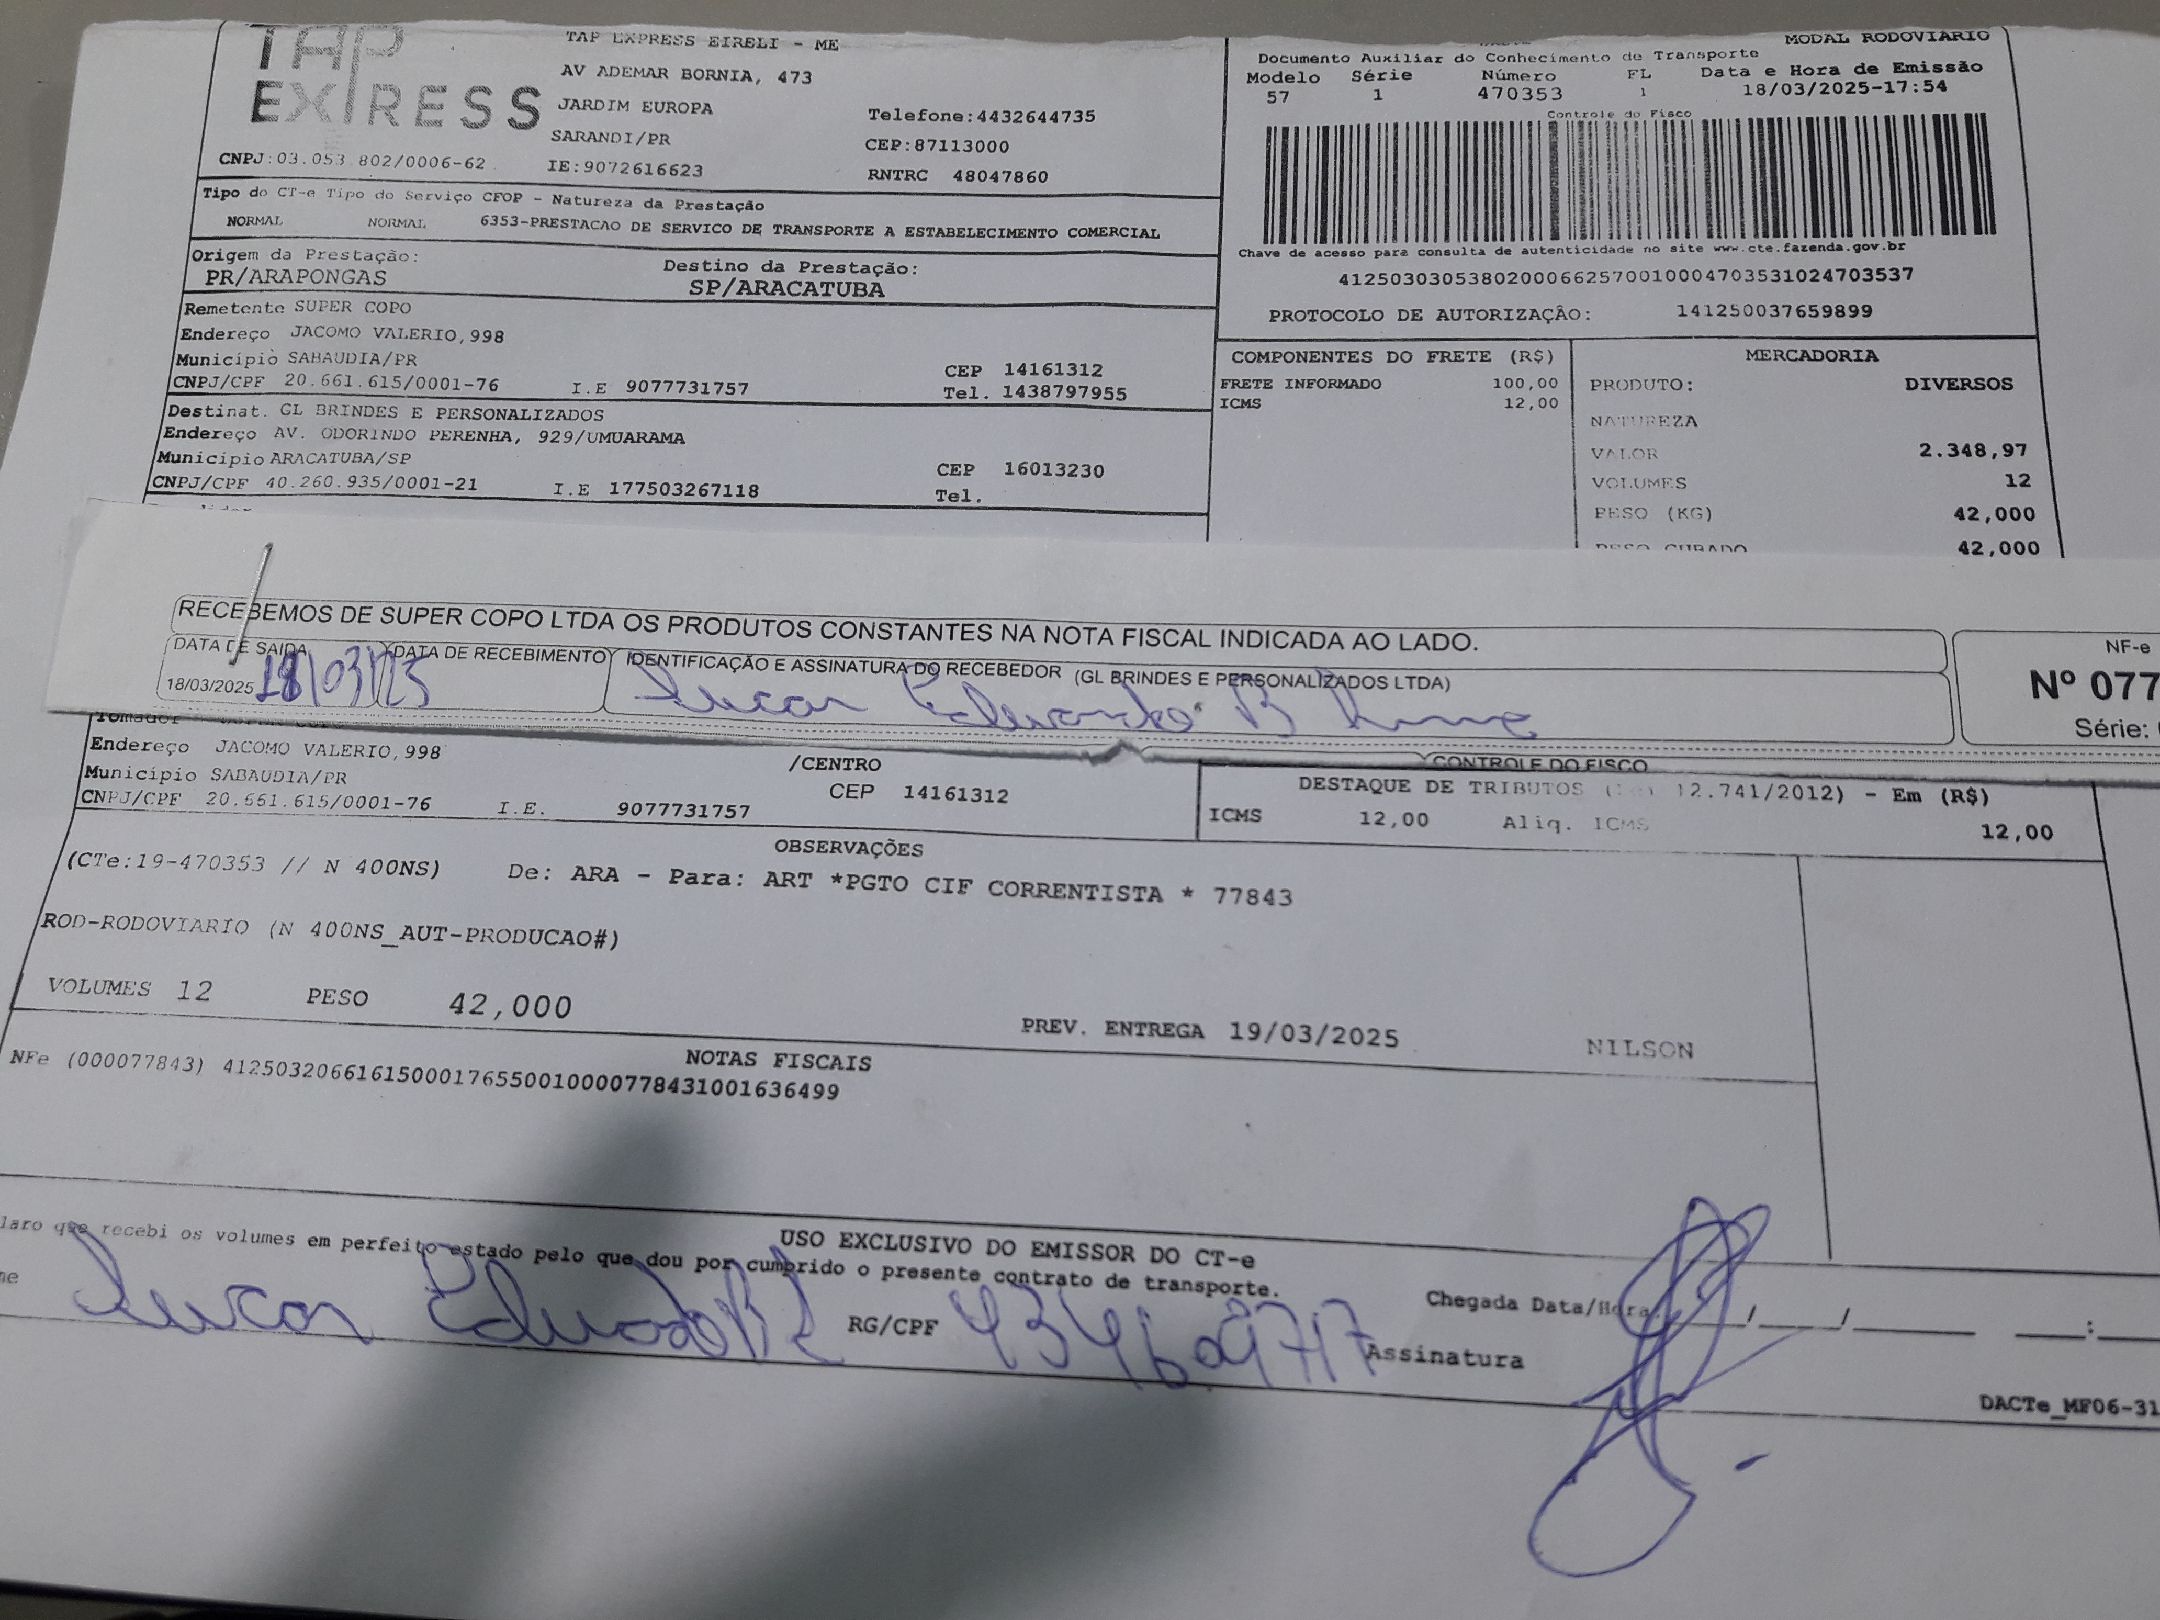 TAP
EXPRESS
TAP EXPRESS EIRELI - ME
AV ADEMAR BORNIA, 473
JARDIM EUROPA
SARANDI/PR
Telefone:4432644735
CEP:87113000
CNPJ:03.053.802/0006-62
IE:9072616623
RNTRC 48047860
MODAL RODOVIARIO
Documento Auxiliar do Conhecimento de Transporte
Modelo Série Número FL Data e Hora de Emissão
57 1 470353 1 18/03/2025-17:54
Controle do Fisco
Chave de acesso para consulta de autenticidade no site www.cte.fazenda.gov.br
41250303053802000662570010004703531024703537
PROTOCOLO DE AUTORIZAÇÃO: 141250037659899
Tipo do CT-e Tipo do Serviço CFOP - Natureza da Prestação
NORMAL NORMAL 6353-PRESTACAO DE SERVICO DE TRANSPORTE A ESTABELECIMENTO COMERCIAL
Origem da Prestação: Destino da Prestação:
PR/ARAPONGAS SP/ARACATUBA
Remetente SUPER COPO
Endereço JACOMO VALERIO,998
Município SABAUDIA/PR CEP 14161312
CNPJ/CPF 20.661.615/0001-76 I.E 9077731757 Tel. 1438797955
Destinat. GL BRINDES E PERSONALIZADOS
Endereço AV. ODORINDO PERENHA, 929/UMUARAMA
Município ARACATUBA/SP CEP 16013230
CNPJ/CPF 40.260.935/0001-21 I.E 177503267118 Tel.
COMPONENTES DO FRETE (R$)
FRETE INFORMADO 100,00
ICMS 12,00
MERCADORIA
PRODUTO: DIVERSOS
NATUREZA
VALOR 2.348,97
VOLUMES 12
PESO (KG) 42,000
PESO CUBADO 42,000
RECEBEMOS DE SUPER COPO LTDA OS PRODUTOS CONSTANTES NA NOTA FISCAL INDICADA AO LADO.
DATA DE SAIDA DATA DE RECEBIMENTO IDENTIFICAÇÃO E ASSINATURA DO RECEBEDOR (GL BRINDES E PERSONALIZADOS LTDA)
18/03/2025 18/03/25 Lucas Eduardo B
NF-e
Nº 077
Série:
CONTROLE DO FISCO
Tomador
Endereço JACOMO VALERIO,998 /CENTRO
Município SABAUDIA/PR CEP 14161312
CNPJ/CPF 20.661.615/0001-76 I.E. 9077731757
DESTAQUE DE TRIBUTOS 12.741/2012) - Em (R$)
ICMS 12,00 Aliq. ICMS 12,00
OBSERVAÇÕES
(CTe:19-470353 // N 400NS) De: ARA - Para: ART *PGTO CIF CORRENTISTA * 77843
ROD-RODOVIARIO (N 400NS_AUT-PRODUCAO#)
VOLUMES 12 PESO 42,000
PREV. ENTREGA 19/03/2025 NILSON
NOTAS FISCAIS
NFe (000077843) 41250320661615000176550010000778431001636499
USO EXCLUSIVO DO EMISSOR DO CT-e
laro que recebi os volumes em perfeito estado pelo que dou por cumprido o presente contrato de transporte.
me Lucas Eduardo B RG/CPF Chegada Data/Hora / / :
Assinatura
DACTe_MF06-31